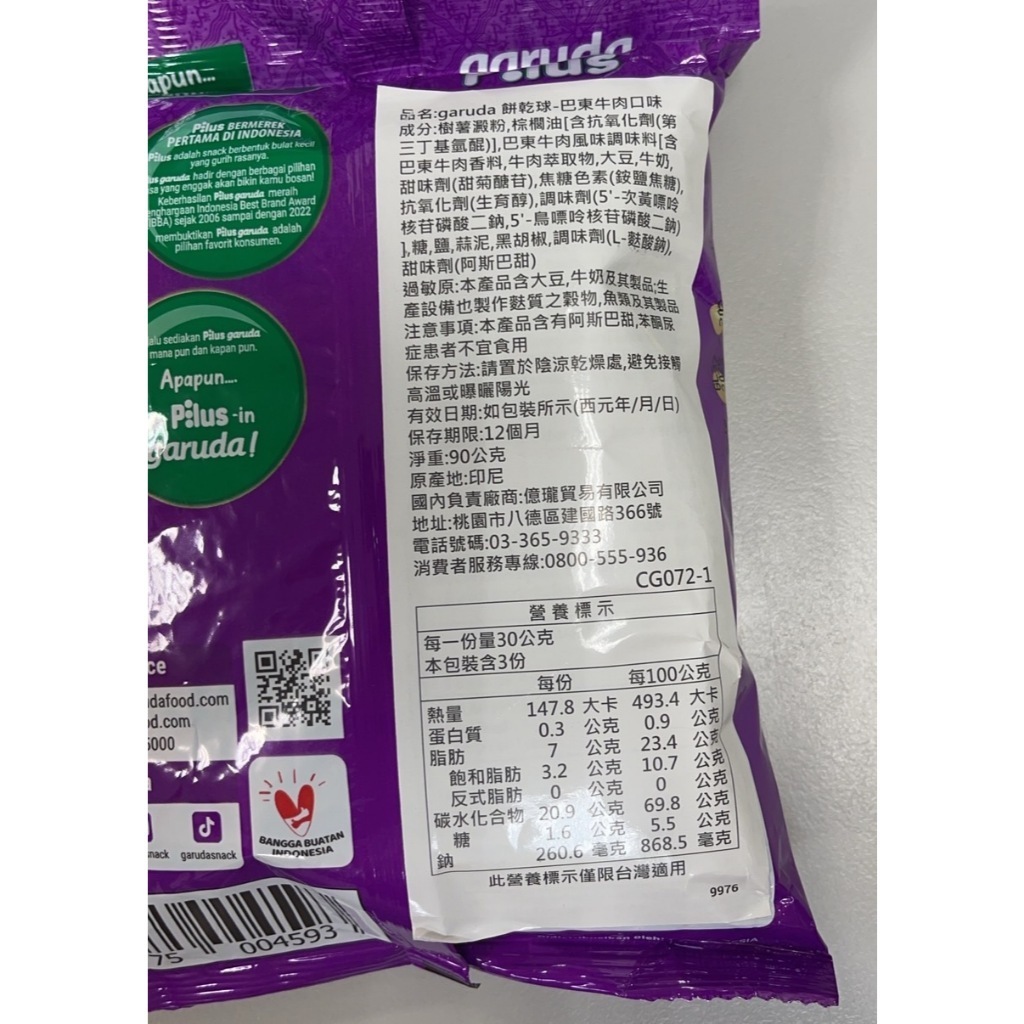 apun...
garuda
Pilus BERMEREK
PERTAMA DI INDONESIA
Pilus adalah snack berbentuk bulat kecil
yang gurih rasanya.
us garuda hadir dengan berbagai pilihan
sa yang enggak akan bikin kamu bosan!
Keberhasilan Pilus garuda meraih
nghargaan Indonesia Best Brand Award
IBBA) sejak 2006 sampai dengan 2022
membuktikan Pilus garuda adalah
pilihan favorit konsumen.
alu sediakan Pilus garuda
mana pun dan kapan pun.
Apapun....
Pilus-in
garuda!
ce
dafood.com
od.com
5000
snack garudasnack
BANGGA BUATAN
INDONESIA
75 004593
品名:garuda 餅乾球-巴東牛肉口味
成分:樹薯澱粉,棕櫚油[含抗氧化劑(第
三丁基氫醌)],巴東牛肉風味調味料[含
巴東牛肉香料,牛肉萃取物,大豆,牛奶,
甜味劑(甜菊醣苷),焦糖色素(銨鹽焦糖),
抗氧化劑(生育醇),調味劑(5'-次黃嘌呤
核苷磷酸二鈉,5'-鳥嘌呤核苷磷酸二鈉)
],糖,鹽,蒜泥,黑胡椒,調味劑(L-麩酸鈉),
甜味劑(阿斯巴甜)
過敏原:本產品含大豆,牛奶及其製品;生
產設備也製作麩質之穀物,魚類及其製品
注意事項:本產品含有阿斯巴甜,苯酮尿
症患者不宜食用
保存方法:請置於陰涼乾燥處,避免接觸
高溫或曝曬陽光
有效日期:如包裝所示(西元年/月/日)
保存期限:12個月
淨重:90公克
原產地:印尼
國內負責廠商:億瓏貿易有限公司
地址:桃園市八德區建國路366號
電話號碼:03-365-9333
消費者服務專線:0800-555-936
CG072-1
營養標示
每一份量30公克
本包裝含3份
每份 每100公克
熱量 147.8 大卡 493.4 大卡
蛋白質 0.3 公克 0.9 公克
脂肪 7 公克 23.4 公克
飽和脂肪 3.2 公克 10.7 公克
反式脂肪 0 公克 0 公克
碳水化合物 20.9 公克 69.8 公克
糖 1.6 公克 5.5 公克
鈉 260.6 毫克 868.5 毫克
此營養標示僅限台灣適用
9976